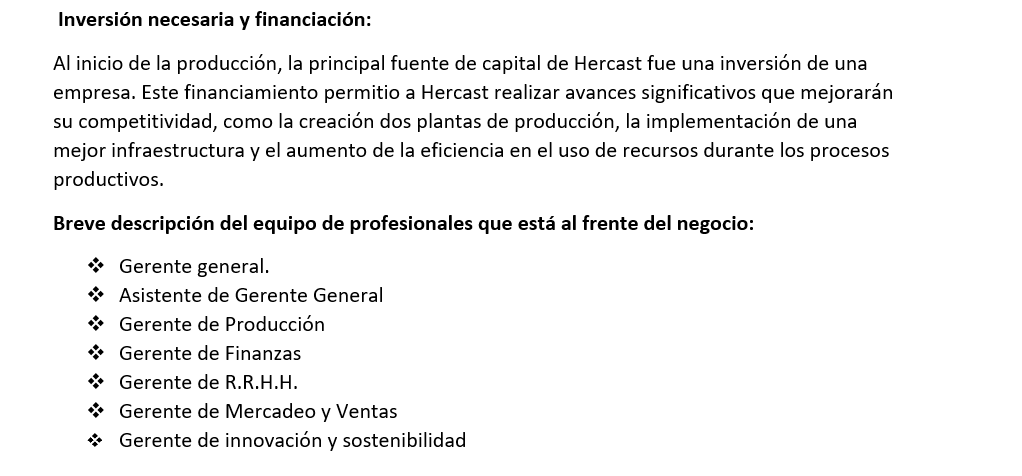 Inversión necesaria y financiación:
Al inicio de la producción, la principal fuente de capital de Hercast fue una inversión de una
empresa. Este financiamiento permitio a Hercast realizar avances significativos que mejorarán
su competitividad, como la creación dos plantas de producción, la implementación de una
mejor infraestructura y el aumento de la eficiencia en el uso de recursos durante los procesos
productivos.
Breve descripción del equipo de profesionales que está al frente del negocio:
❖ Gerente general.
❖ Asistente de Gerente General
❖ Gerente de Producción
❖ Gerente de Finanzas
❖ Gerente de R.R.H.H.
❖ Gerente de Mercadeo y Ventas
❖ Gerente de innovación y sostenibilidad